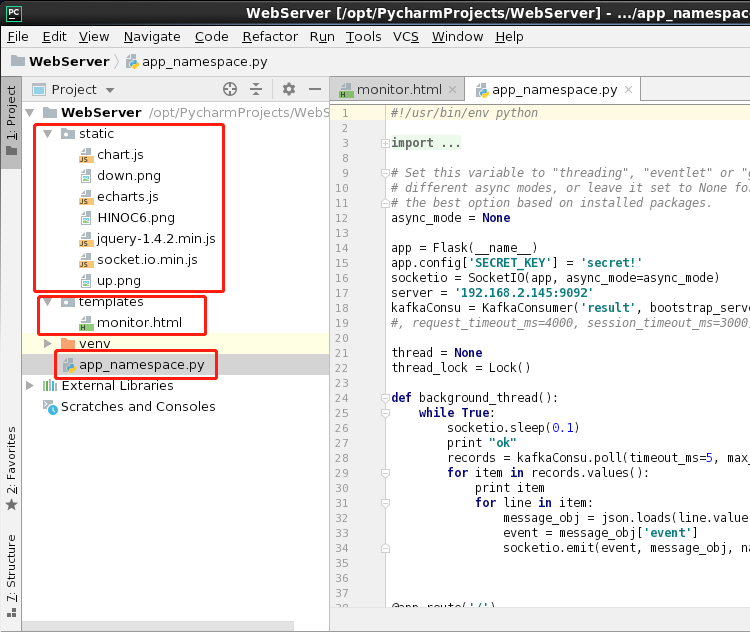 PC
WebServer [/opt/PycharmProjects/WebServer] - .../app_namespac
File Edit View Navigate Code Refactor Run Tools VCS Window Help
WebServer app_namespace.py
1: Project
2: Favorites
7: Structure
Project
WebServer /opt/PycharmProjects/WebS
static
chart.js
down.png
echarts.js
HINOC6.png
jquery-1.4.2.min.js
socket.io.min.js
up.png
templates
monitor.html
venv
app_namespace.py
External Libraries
Scratches and Consoles
monitor.html app_namespace.py
1 #!/usr/bin/env python
2
3 import ...
8
9 # Set this variable to "threading", "eventlet" or "g
10 # different async modes, or leave it set to None fo
11 # the best option based on installed packages.
12 async_mode = None
13
14 app = Flask(__name__)
15 app.config['SECRET_KEY'] = 'secret!'
16 socketio = SocketIO(app, async_mode=async_mode)
17 server = '192.168.2.145:9092'
18 kafkaConsu = KafkaConsumer('result', bootstrap_serv
19 #, request_timeout_ms=4000, session_timeout_ms=3000,
20
21 thread = None
22 thread_lock = Lock()
23
24 def background_thread():
25 while True:
26 socketio.sleep(0.1)
27 print "ok"
28 records = kafkaConsu.poll(timeout_ms=5, max_
29 for item in records.values():
30 print item
31 for line in item:
32 message_obj = json.loads(line.value
33 event = message_obj['event']
34 socketio.emit(event, message_obj, na
35
36
37
38 @app.route('/')